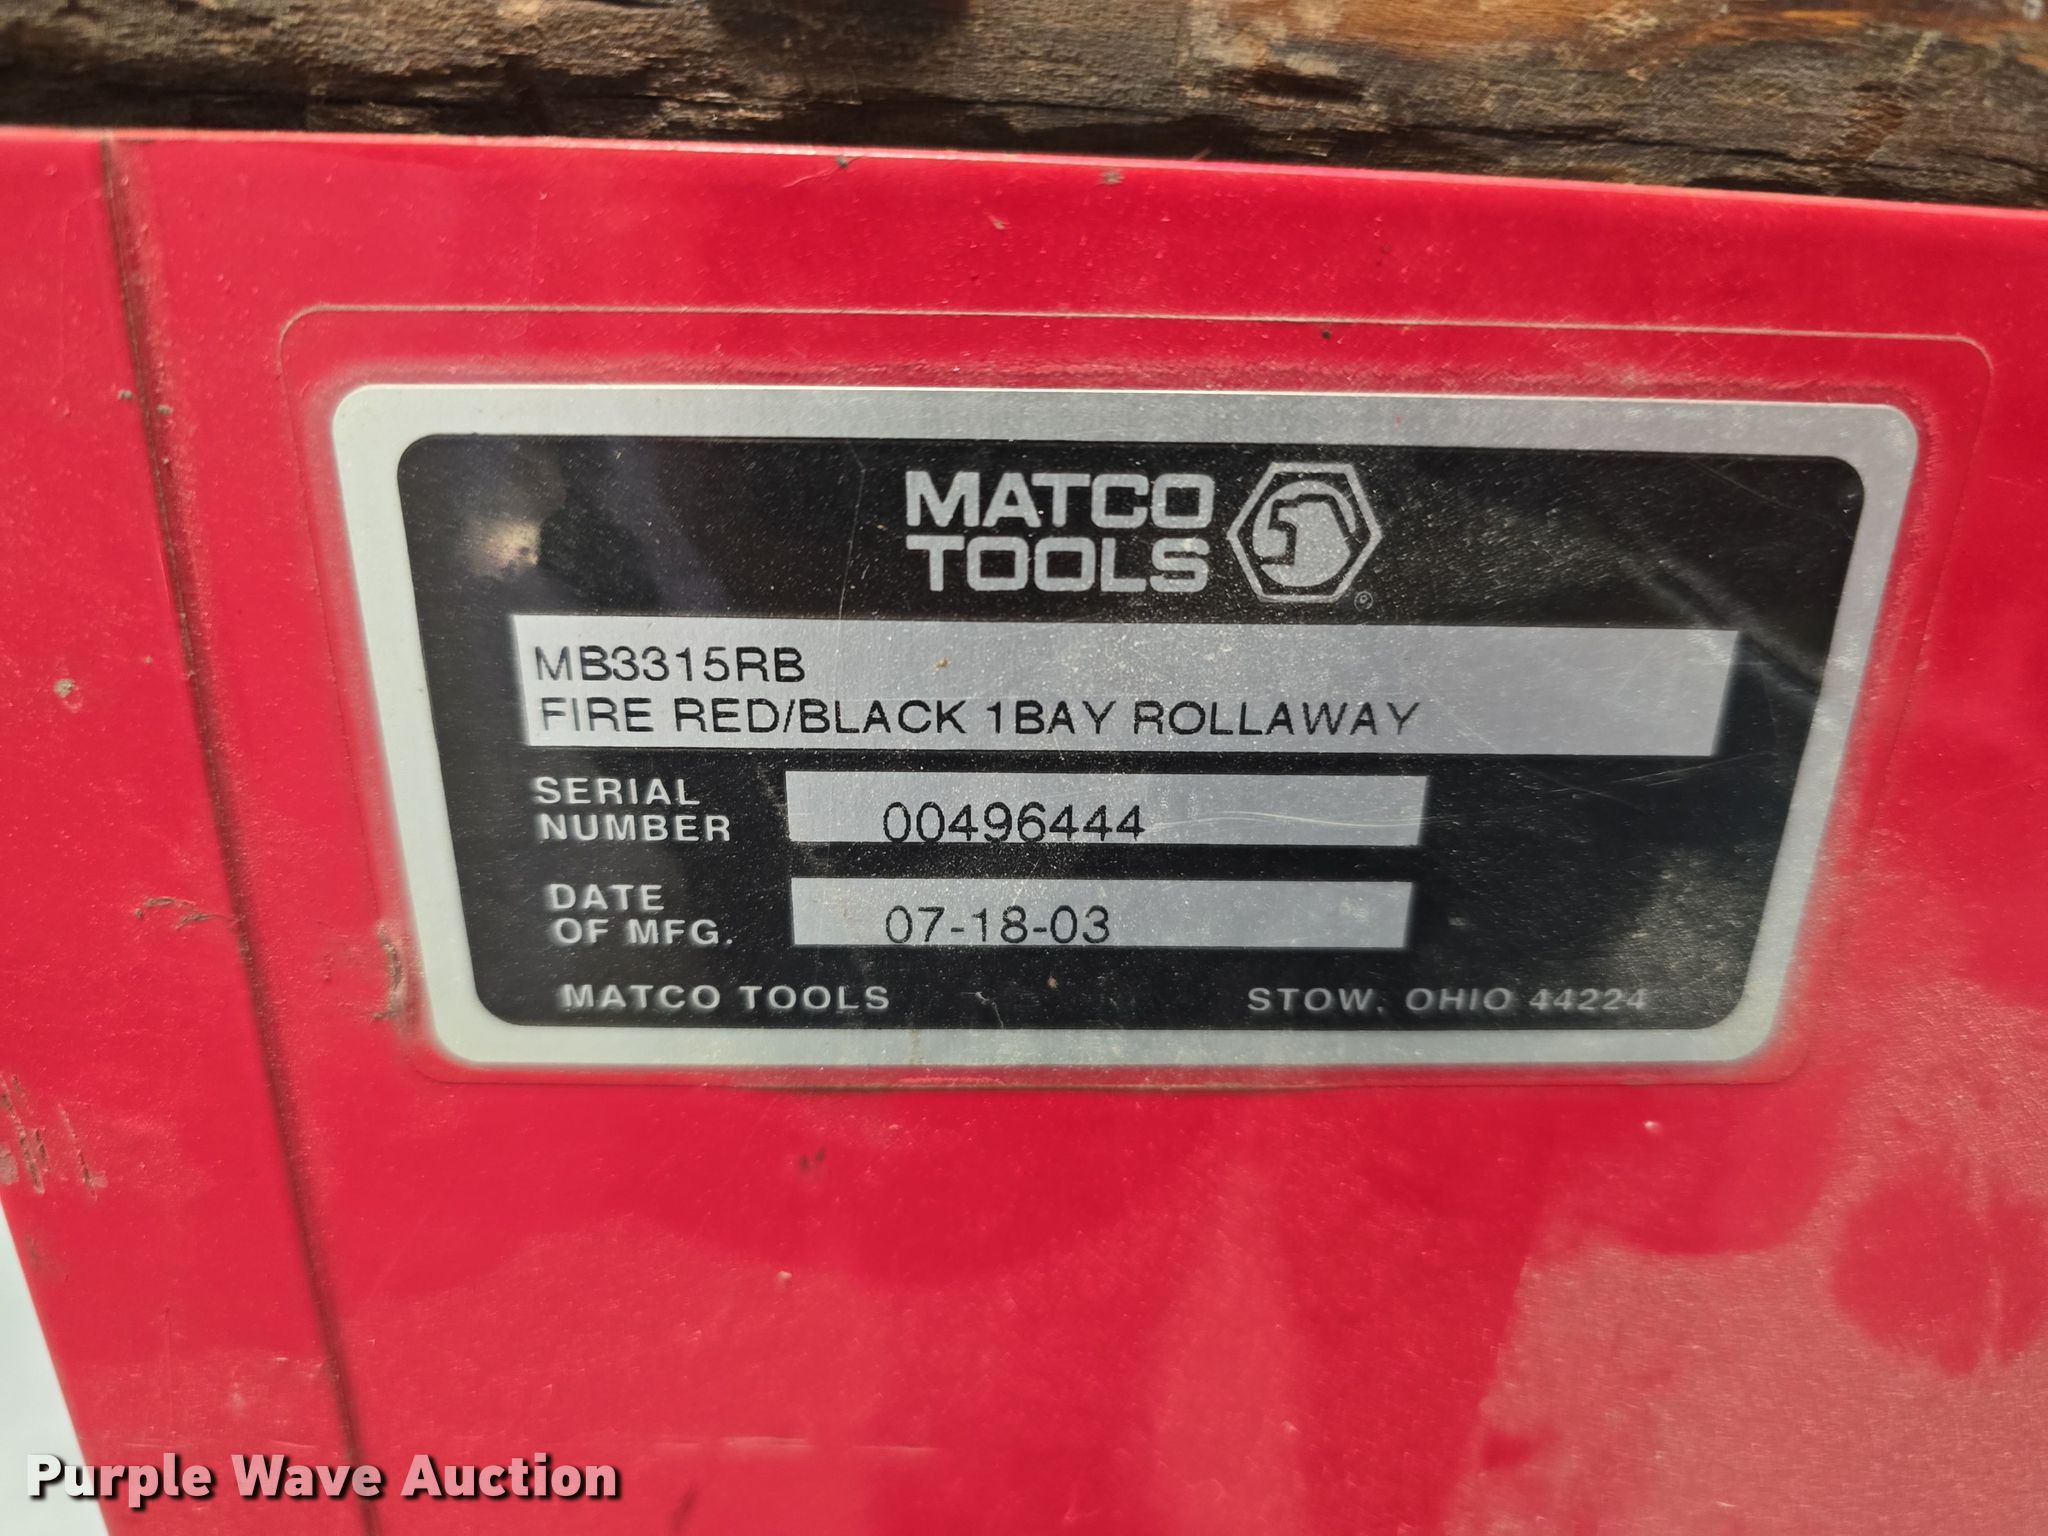 MATCO
TOOLS
MB3315RB
FIRE RED/BLACK 1BAY ROLLAWAY
SERIAL
NUMBER
00496444
DATE
OF MFG.
07-18-03
MATCO TOOLS STOW, OHIO 44224
Purple Wave Auction